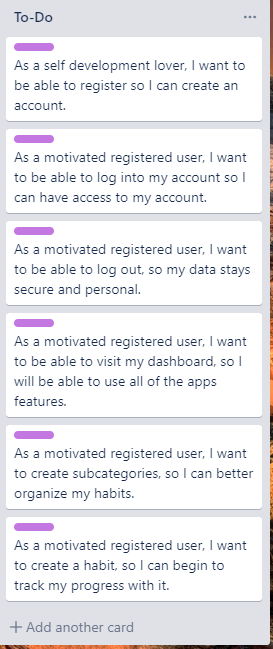 To-Do
As a self development lover, I want to
be able to register so I can create an
account.
As a motivated registered user, I want
to be able to log into my account so I
can have access to my account.
As a motivated registered user, I want
to be able to log out, so my data stays
secure and personal.
As a motivated registered user, I want
to be able to visit my dashboard, so I
will be able to use all of the apps
features.
As a motivated registered user, I want
to create subcategories, so I can better
organize my habits.
As a motivated registered user, I want
to create a habit, so I can begin to
track my progress with it.
+ Add another card